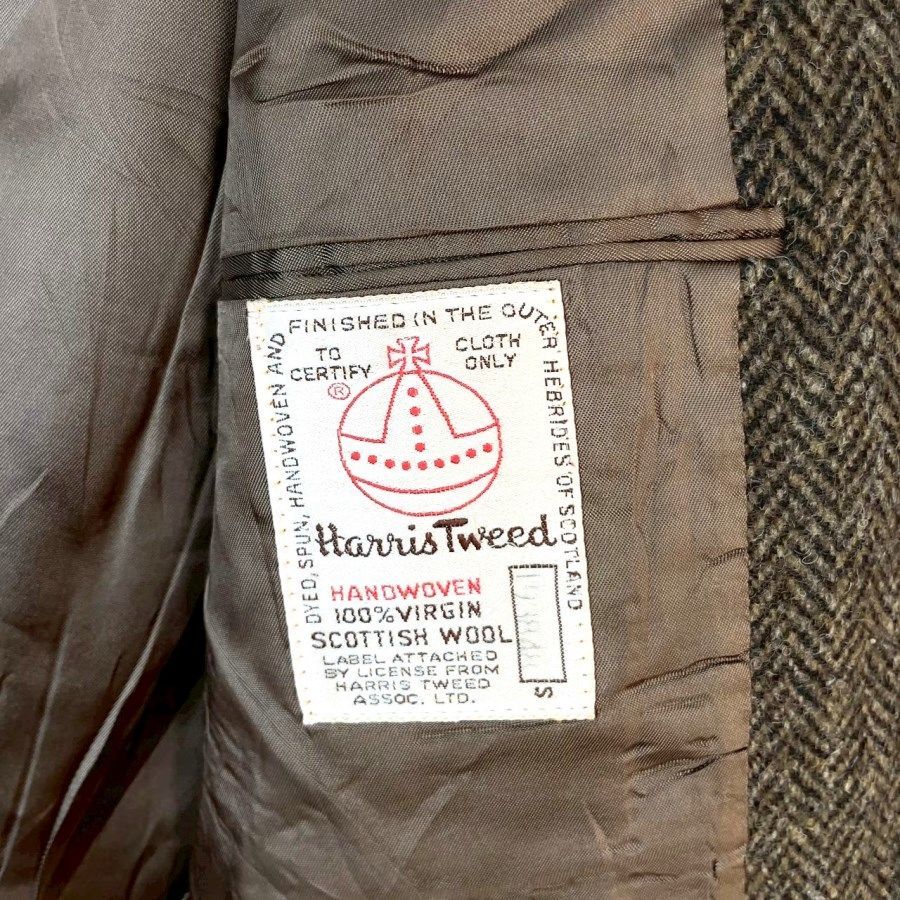 DYED, SPUN, HANDWOVEN AND FINISHED IN THE OUTER HEBRIDES OF SCOTLAND
TO CERTIFY
CLOTH ONLY
®
Harris Tweed
HANDWOVEN
100% VIRGIN
SCOTTISH WOOL
LABEL ATTACHED
BY LICENSE FROM
HARRIS TWEED
ASSOC. LTD.
S